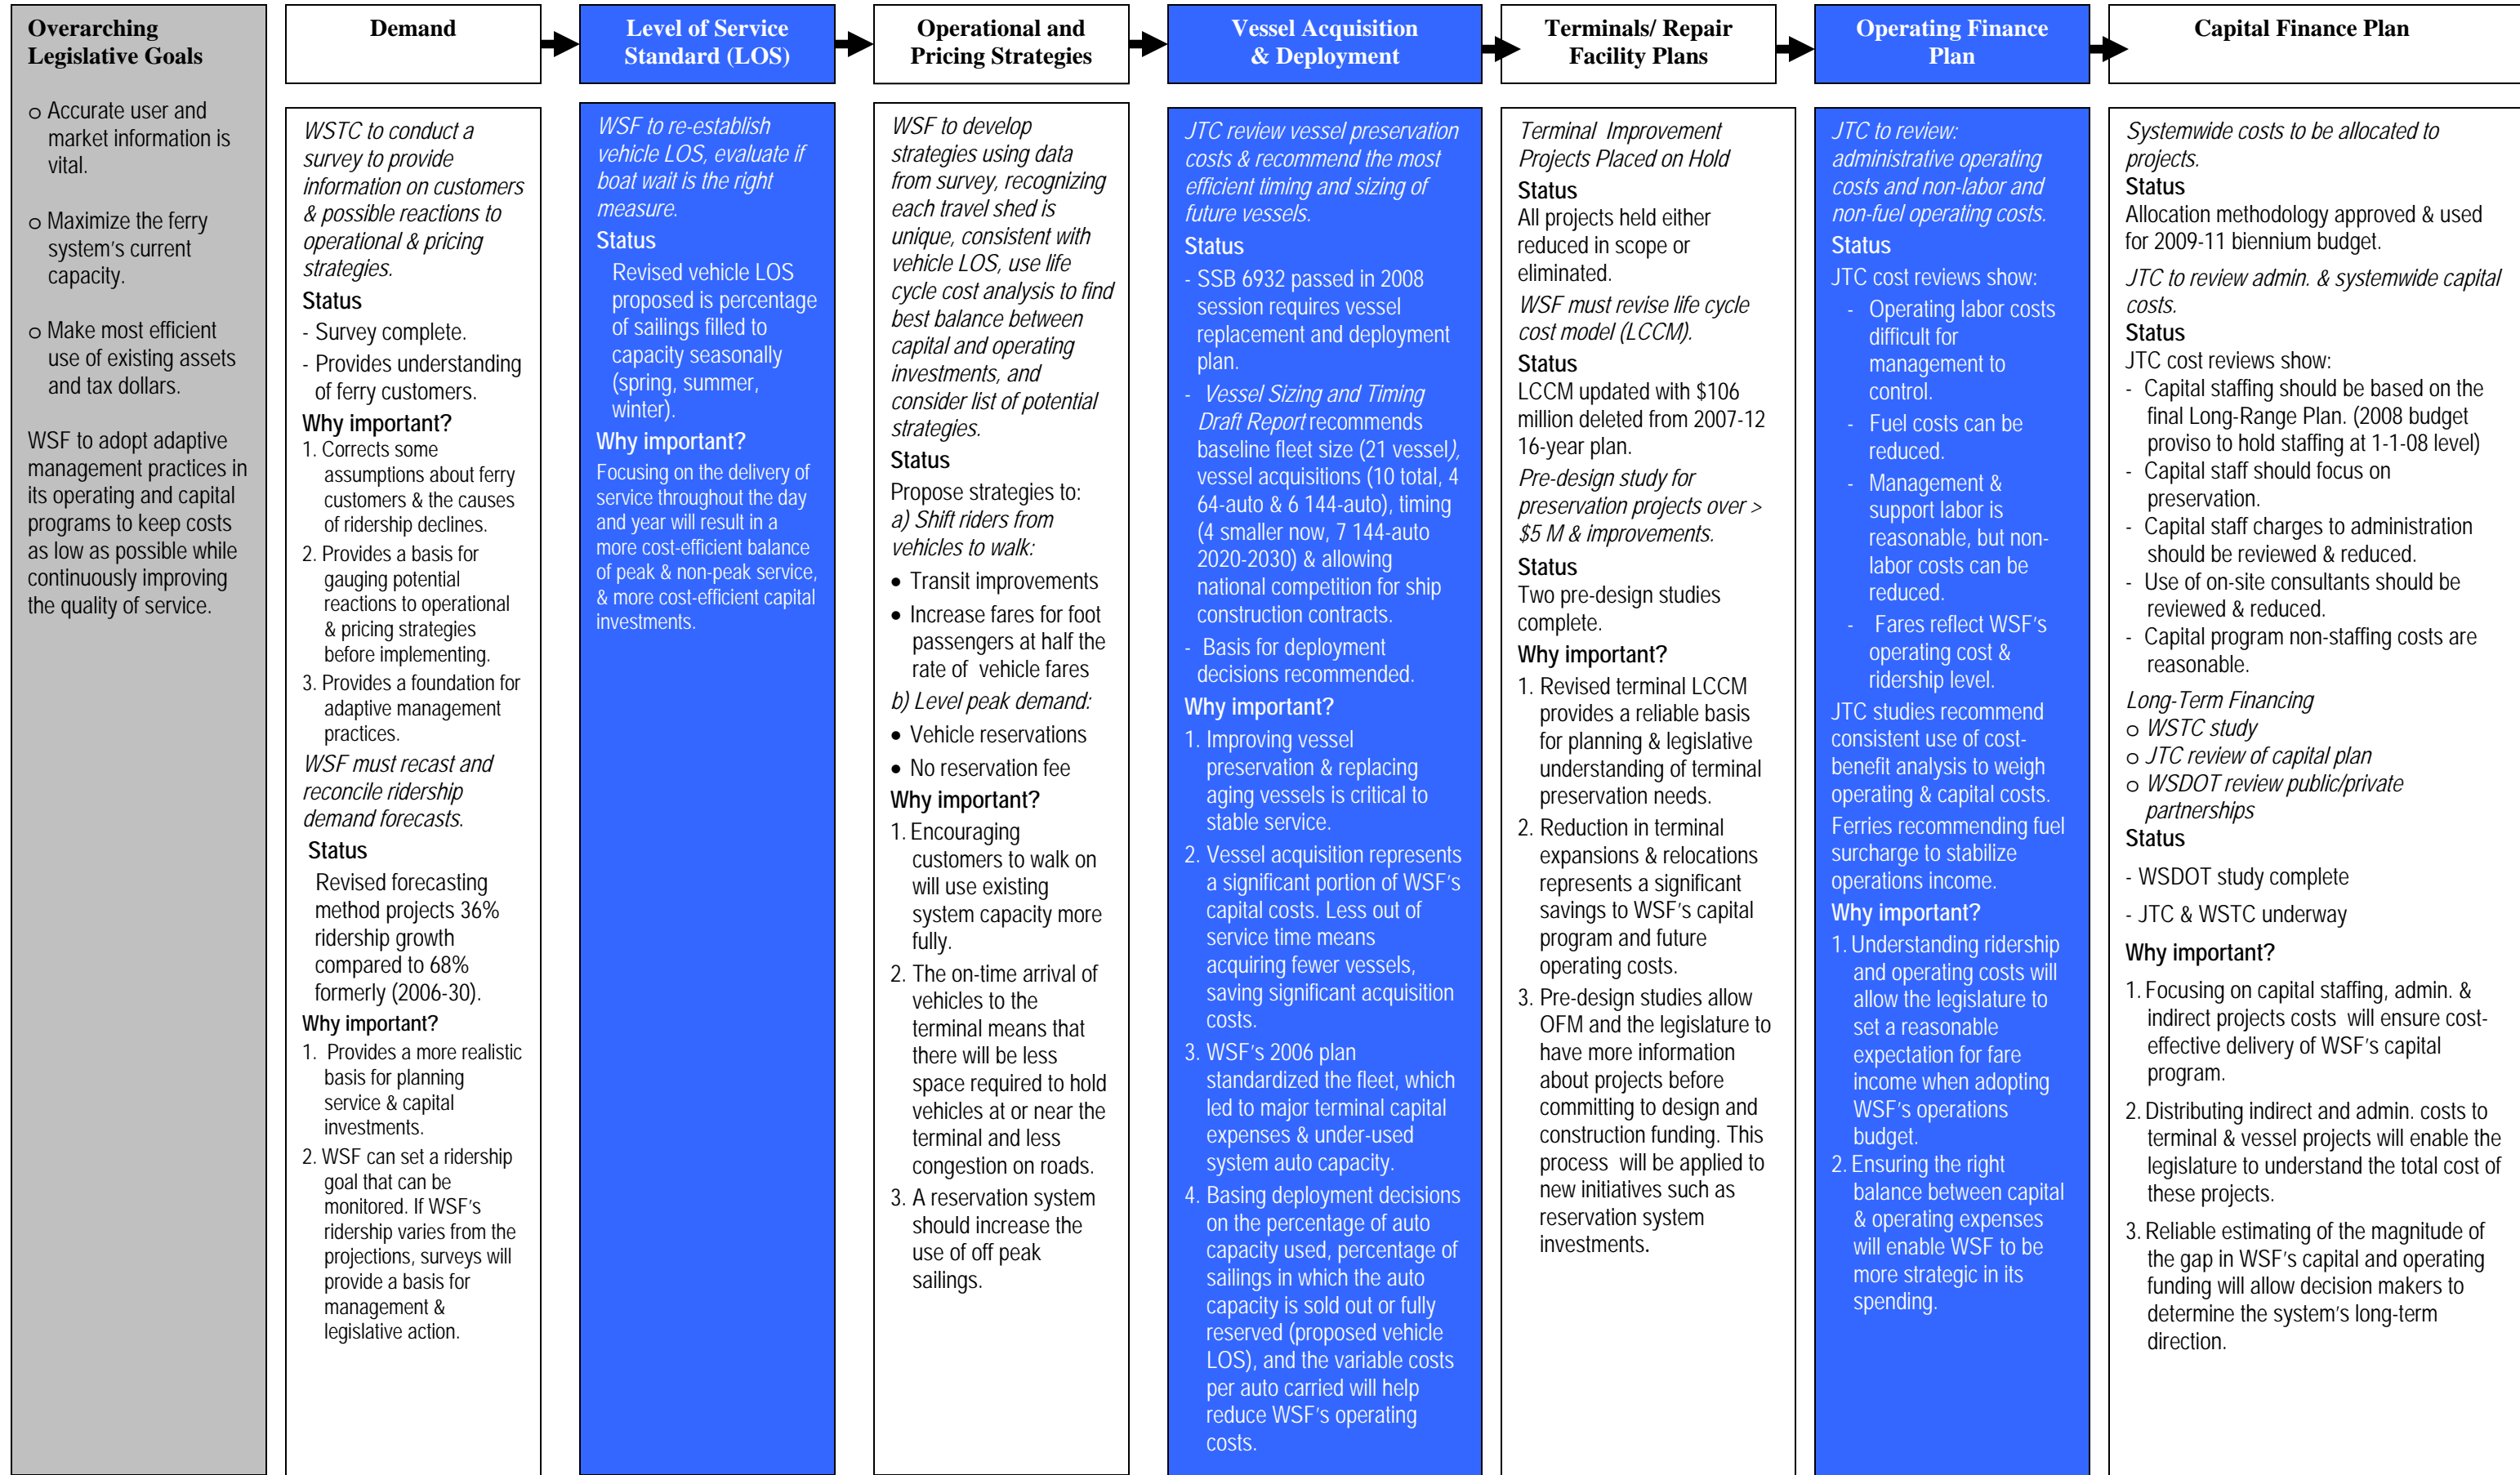 Overarching
Legislative Goals
o Accurate user and
market information is
vital.
o Maximize the ferry
system's current
capacity.
o Make most efficient
use of existing assets
and tax dollars.
WSF to adopt adaptive
management practices in
its operating and capital
programs to keep costs
as low as possible while
continuously improving
the quality of service.
Demand
WSTC to conduct a
survey to provide
information on customers
& possible reactions to
operational & pricing
strategies.
Status
- Survey complete.
- Provides understanding
of ferry customers.
Why important?
1. Corrects some
assumptions about ferry
customers & the causes
of ridership declines.
2. Provides a basis for
gauging potential
reactions to operational
& pricing strategies
before implementing.
3. Provides a foundation for
adaptive management
practices.
WSF must recast and
reconcile ridership
demand forecasts.
Status
Revised forecasting
method projects 36%
ridership growth
compared to 68%
formerly (2006-30).
Why important?
1. Provides a more realistic
basis for planning
service & capital
investments.
2. WSF can set a ridership
goal that can be
monitored. If WSF's
ridership varies from the
projections, surveys will
provide a basis for
management &
legislative action.
Level of Service
Standard (LOS)
WSF to re-establish
vehicle LOS, evaluate if
boat wait is the right
measure.
Status
Revised vehicle LOS
proposed is percentage
of sailings filled to
capacity seasonally
(spring, summer,
winter).
Why important?
Focusing on the delivery of
service throughout the day
and year will result in a
more cost-efficient balance
of peak & non-peak service,
& more cost-efficient capital
investments.
Operational and
Pricing Strategies
WSF to develop
strategies using data
from survey, recognizing
each travel shed is
unique, consistent with
vehicle LOS, use life
cycle cost analysis to find
best balance between
capital and operating
investments, and
consider list of potential
strategies.
Status
Propose strategies to:
a) Shift riders from
vehicles to walk:
• Transit improvements
• Increase fares for foot
passengers at half the
rate of vehicle fares
b) Level peak demand:
• Vehicle reservations
• No reservation fee
Why important?
1. Encouraging
customers to walk on
will use existing
system capacity more
fully.
2. The on-time arrival of
vehicles to the
terminal means that
there will be less
space required to hold
vehicles at or near the
terminal and less
congestion on roads.
3. A reservation system
should increase the
use of off peak
sailings.
Vessel Acquisition
& Deployment
JTC review vessel preservation
costs & recommend the most
efficient timing and sizing of
future vessels.
Status
- SSB 6932 passed in 2008
session requires vessel
replacement and deployment
plan.
- Vessel Sizing and Timing
Draft Report recommends
baseline fleet size (21 vessel),
vessel acquisitions (10 total, 4
64-auto & 6 144-auto), timing
(4 smaller now, 7 144-auto
2020-2030) & allowing
national competition for ship
construction contracts.
- Basis for deployment
decisions recommended.
Why important?
1. Improving vessel
preservation & replacing
aging vessels is critical to
stable service.
2. Vessel acquisition represents
a significant portion of WSF's
capital costs. Less out of
service time means
acquiring fewer vessels,
saving significant acquisition
costs.
3. WSF's 2006 plan
standardized the fleet, which
led to major terminal capital
expenses & under-used
system auto capacity.
4. Basing deployment decisions
on the percentage of auto
capacity used, percentage of
sailings in which the auto
capacity is sold out or fully
reserved (proposed vehicle
LOS), and the variable costs
per auto carried will help
reduce WSF's operating
costs.
Terminals/ Repair
Facility Plans
Terminal Improvement
Projects Placed on Hold
Status
All projects held either
reduced in scope or
eliminated.
WSF must revise life cycle
cost model (LCCM).
Status
LCCM updated with $106
million deleted from 2007-12
16-year plan.
Pre-design study for
preservation projects over >
$5 M & improvements.
Status
Two pre-design studies
complete.
Why important?
1. Revised terminal LCCM
provides a reliable basis
for planning & legislative
understanding of terminal
preservation needs.
2. Reduction in terminal
expansions & relocations
represents a significant
savings to WSF's capital
program and future
operating costs.
3. Pre-design studies allow
OFM and the legislature to
have more information
about projects before
committing to design and
construction funding. This
process will be applied to
new initiatives such as
reservation system
investments.
Operating Finance
Plan
JTC to review:
administrative operating
costs and non-labor and
non-fuel operating costs.
Status
JTC cost reviews show:
- Operating labor costs
difficult for
management to
control.
- Fuel costs can be
reduced.
- Management &
support labor is
reasonable, but non-
labor costs can be
reduced.
- Fares reflect WSF's
operating cost &
ridership level.
JTC studies recommend
consistent use of cost-
benefit analysis to weigh
operating & capital costs.
Ferries recommending fuel
surcharge to stabilize
operations income.
Why important?
1. Understanding ridership
and operating costs will
allow the legislature to
set a reasonable
expectation for fare
income when adopting
WSF's operations
budget.
2. Ensuring the right
balance between capital
& operating expenses
will enable WSF to be
more strategic in its
spending.
Capital Finance Plan
Systemwide costs to be allocated to
projects.
Status
Allocation methodology approved & used
for 2009-11 biennium budget.
JTC to review admin. & systemwide capital
costs.
Status
JTC cost reviews show:
- Capital staffing should be based on the
final Long-Range Plan. (2008 budget
proviso to hold staffing at 1-1-08 level)
- Capital staff should focus on
preservation.
- Capital staff charges to administration
should be reviewed & reduced.
- Use of on-site consultants should be
reviewed & reduced.
- Capital program non-staffing costs are
reasonable.
Long-Term Financing
o WSTC study
o JTC review of capital plan
o WSDOT review public/private
partnerships
Status
- WSDOT study complete
- JTC & WSTC underway
Why important?
1. Focusing on capital staffing, admin. &
indirect projects costs will ensure cost-
effective delivery of WSF's capital
program.
2. Distributing indirect and admin. costs to
terminal & vessel projects will enable the
legislature to understand the total cost of
these projects.
3. Reliable estimating of the magnitude of
the gap in WSF's capital and operating
funding will allow decision makers to
determine the system's long-term
direction.